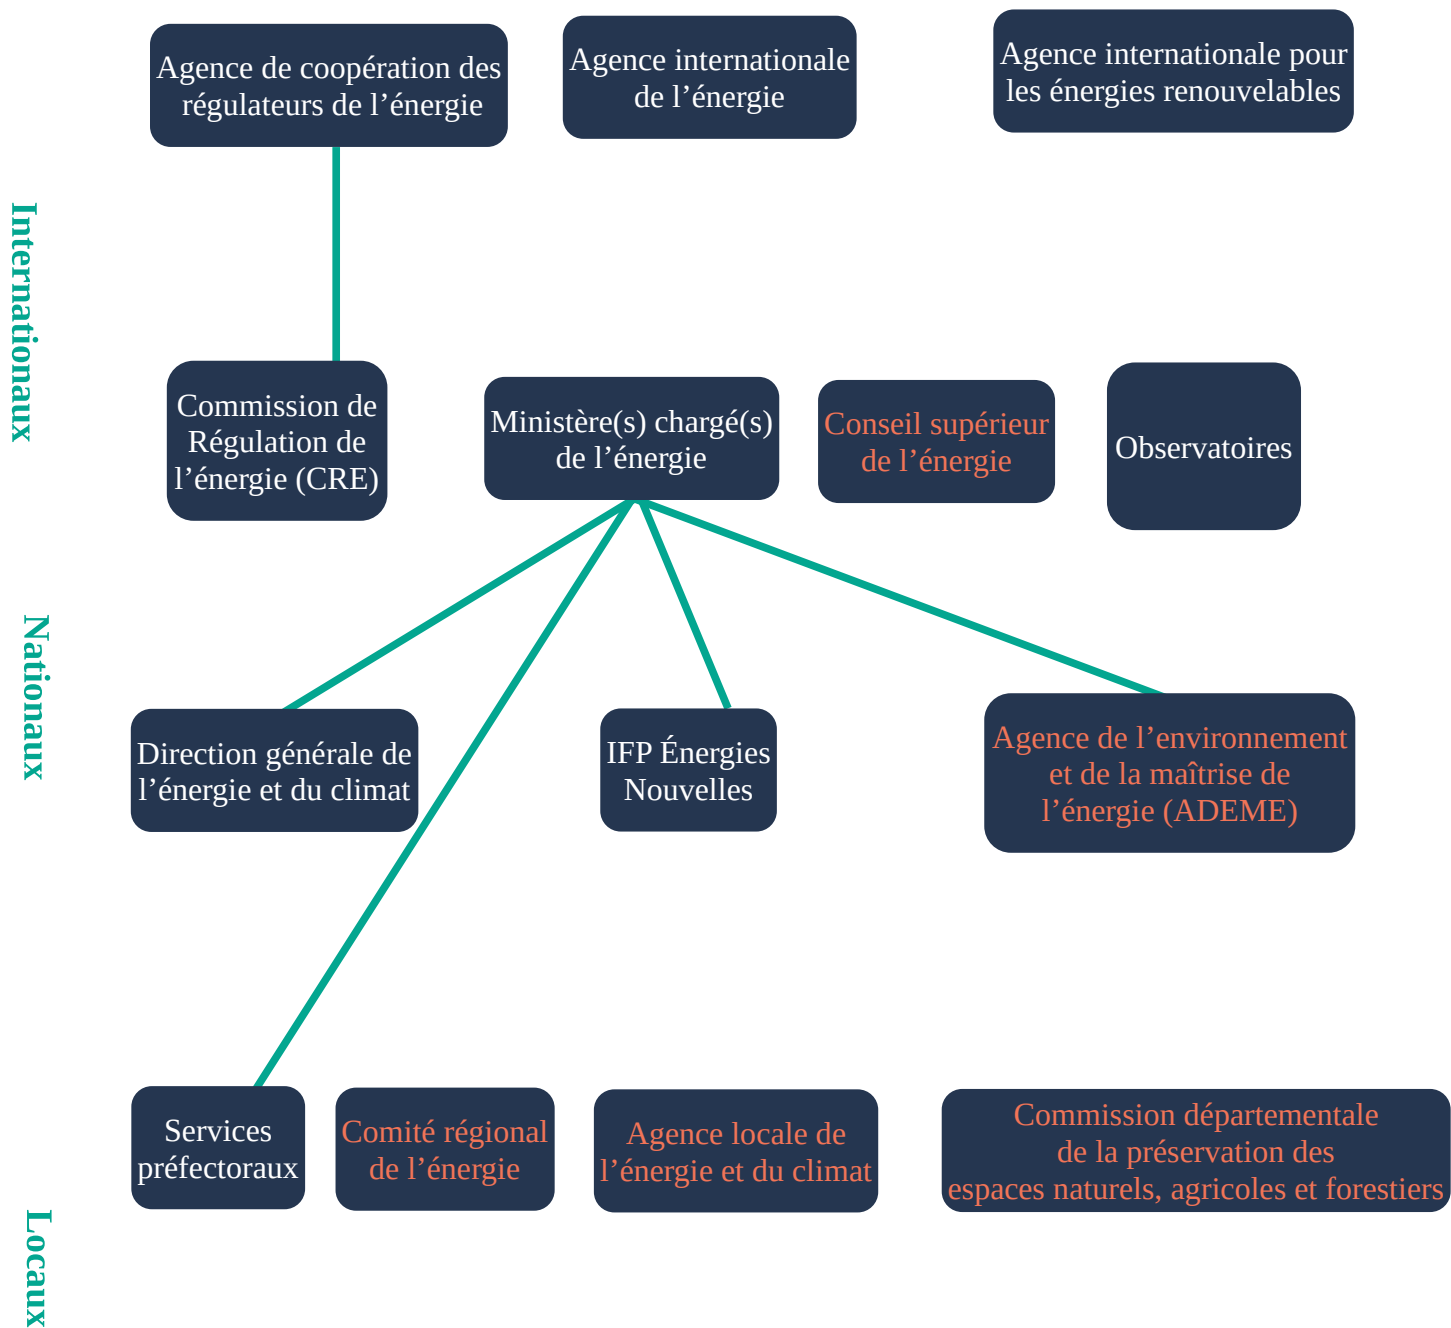 Agence de coopération des
régulateurs de l’énergie
Agence internationale
de l’énergie
Agence internationale pour
les énergies renouvelables
Internationaux
Commission de
Régulation de
l’énergie (CRE)
Ministère(s) chargé(s)
de l’énergie
Conseil supérieur
de l’énergie
Observatoires
Nationaux
Direction générale de
l’énergie et du climat
IFP Énergies
Nouvelles
Agence de l’environnement
et de la maîtrise de
l’énergie (ADEME)
Services
préfectoraux
Comité régional
de l’énergie
Agence locale de
l’énergie et du climat
Commission départementale
de la préservation des
espaces naturels, agricoles et forestiers
Locaux